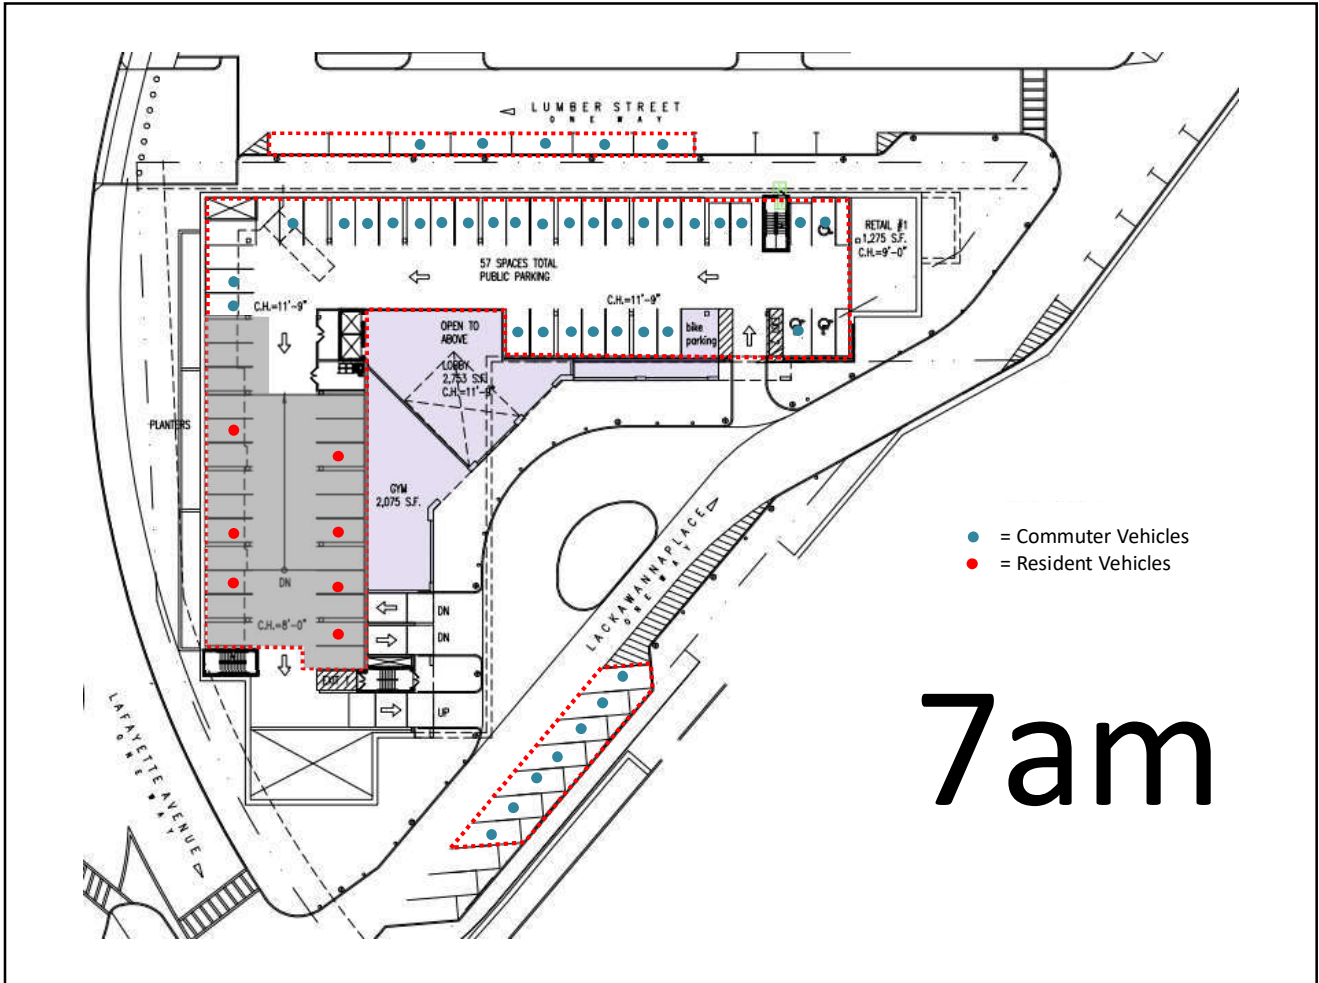 LUMBER STREET
ONE WAY
RETAIL #1
1,275 S.F.
C.H.=9'-0"
57 SPACES TOTAL
PUBLIC PARKING
C.H.=11'-9"
C.H.=11'-9"
OPEN TO
ABOVE
bike
parking
LOBBY
2,753 S.F.
C.H.=11'-9"
PLANTERS
GYM
2,075 S.F.
LACKAWANNA PLACE
ONE WAY
= Commuter Vehicles
= Resident Vehicles
DN
DN
C.H.=8'-0"
DN
EXIT
UP
LAFAYETTE AVENUE
ONE WAY
7am